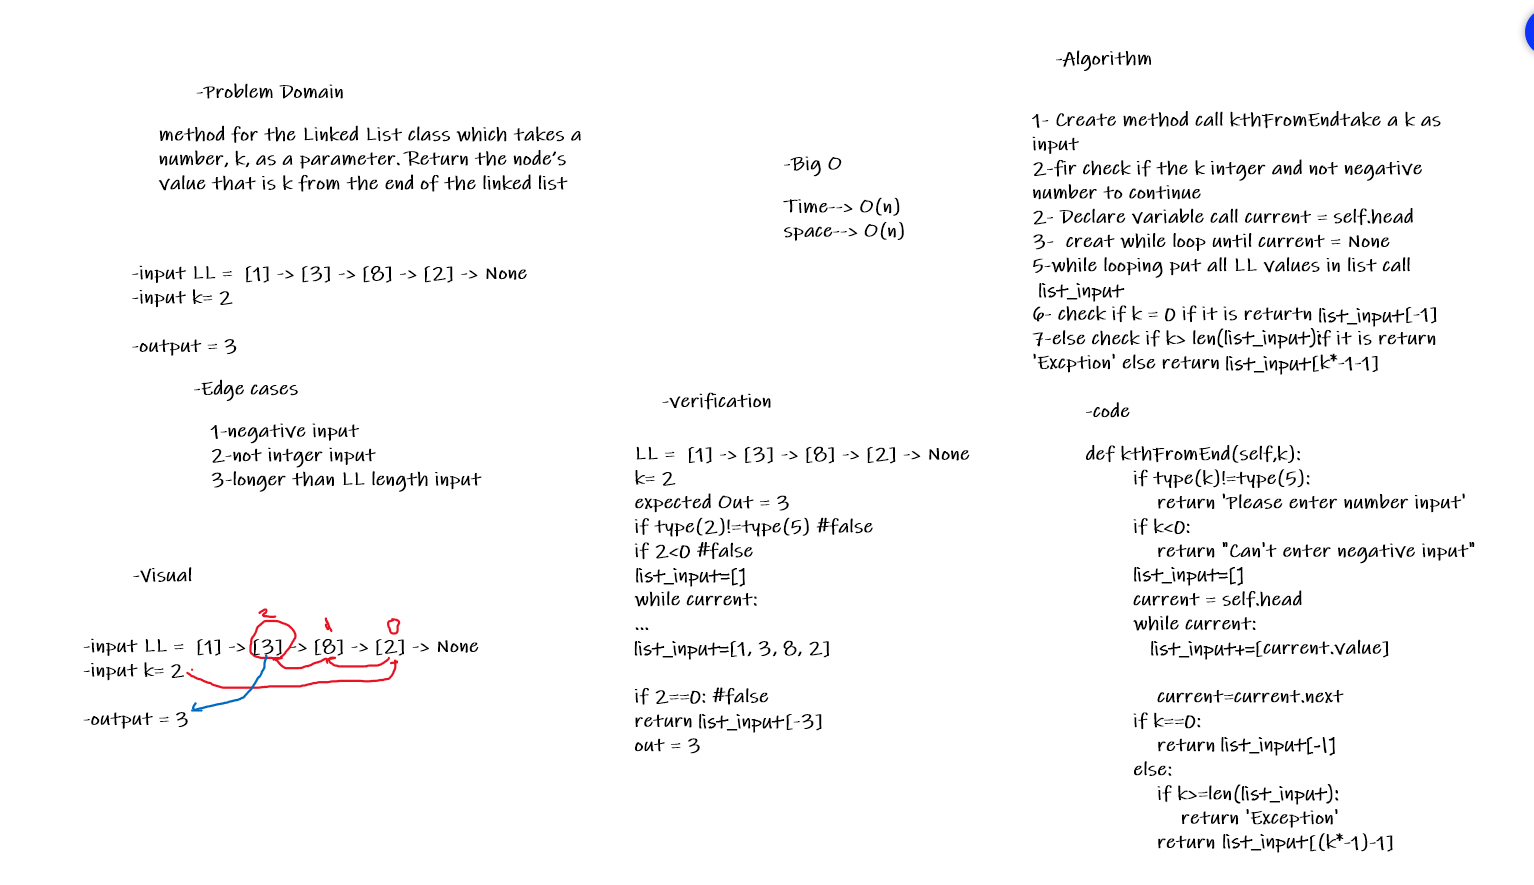 -Problem Domain
method for the Linked List class which takes a
number, k, as a parameter. Return the node's
value that is k from the end of the linked list
-input LL = [1] -> [3] -> [8] -> [2] -> None
-input k= 2
-output = 3
-Edge cases
1-negative input
2-not intger input
3-longer than LL length input
-Visual
2 1 0
-input LL = [1] -> [3] -> [8] -> [2] -> None
-input k= 2
-output = 3
-Big O
Time--> O(n)
space--> O(n)
-verification
LL = [1] -> [3] -> [8] -> [2] -> None
k= 2
expected Out = 3
if type(2)!=type(5) #false
if 2<0 #false
list_input=[]
while current:
...
list_input=[1, 3, 8, 2]
if 2==0: #false
return list_input[-3]
out = 3
-Algorithm
1- Create method call kthFromEndtake a k as
input
2-fir check if the k intger and not negative
number to continue
2- Declare variable call current = self.head
3- creat while loop until current = None
5-while looping put all LL values in list call
list_input
6- check if k = 0 if it is returtn list_input[-1]
7-else check if k> len(list_input)if it is return
'Excption' else return list_input[k*-1-1]
-code
def kthFromEnd(self,k):
if type(k)!=type(5):
return 'Please enter number input'
if k<0:
return "Can't enter negative input"
list_input=[]
current = self.head
while current:
list_input+=[current.value]
current=current.next
if k==0:
return list_input[-1]
else:
if k>=len(list_input):
return 'Exception'
return list_input[(k*-1)-1]